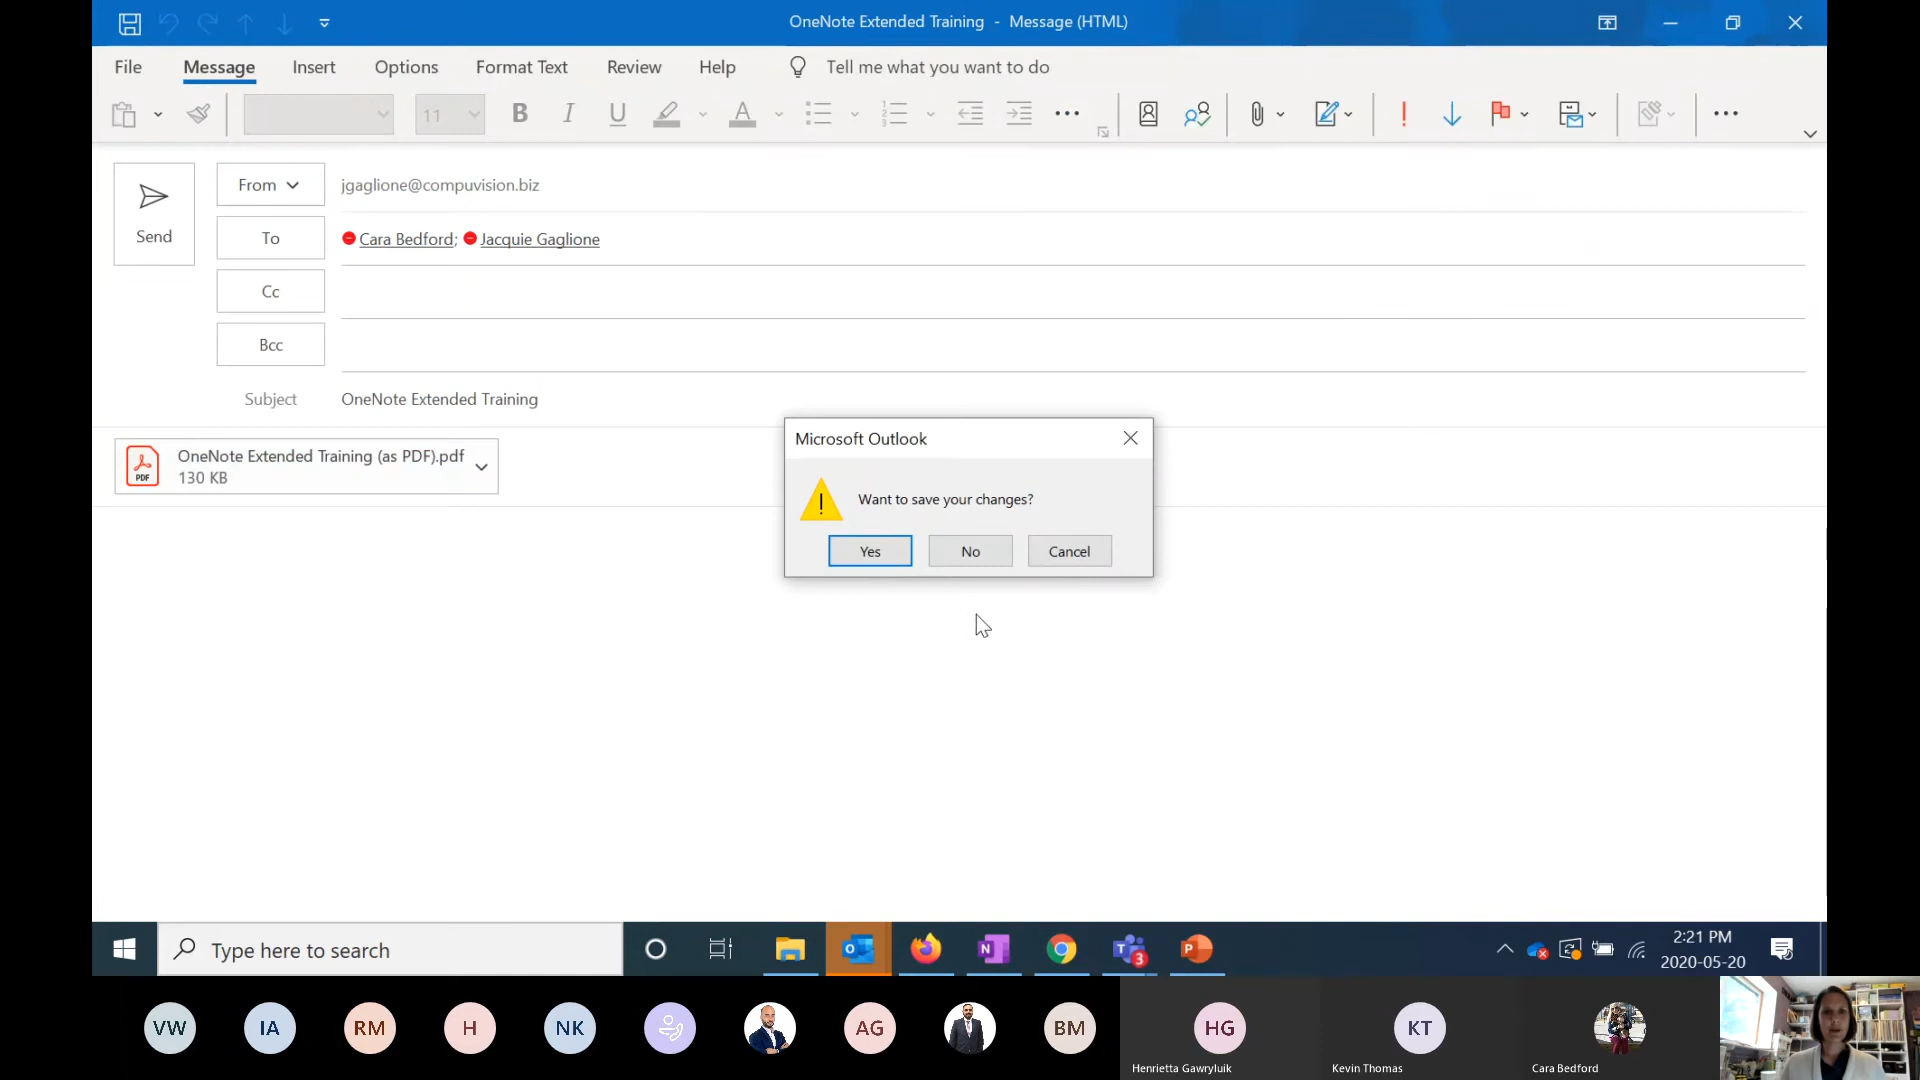 OneNote Extended Training - Message (HTML)
File Message Insert Options Format Text Review Help Tell me what you want to do
11 B I U A
Send
From jgaglione@compuvision.biz
To Cara Bedford; Jacquie Gaglione
Cc
Bcc
Subject OneNote Extended Training
PDF
OneNote Extended Training (as PDF).pdf
130 KB
Microsoft Outlook
Want to save your changes?
Yes No Cancel
Type here to search
3
2:21 PM
2020-05-20
VW IA RM H NK AG BM HG KT
Henrietta Gawryluik Kevin Thomas Cara Bedford